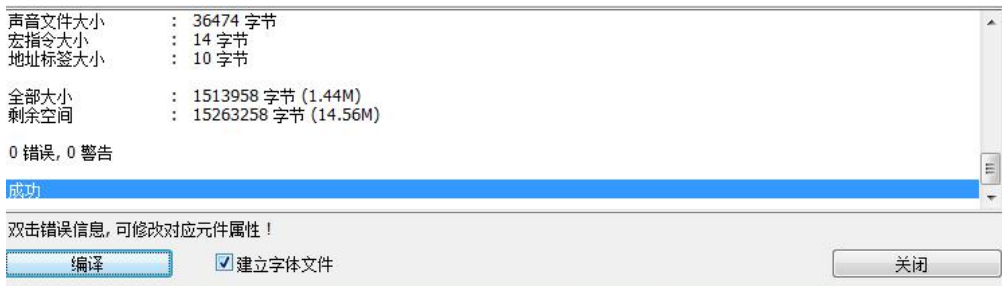 声音文件大小 : 36474 字节
宏指令大小 : 14 字节
地址标签大小 : 10 字节
全部大小 : 1513958 字节 (1.44M)
剩余空间 : 15263258 字节 (14.56M)
0 错误, 0 警告
成功
双击错误信息, 可修改对应元件属性！
编译 建立字体文件 关闭